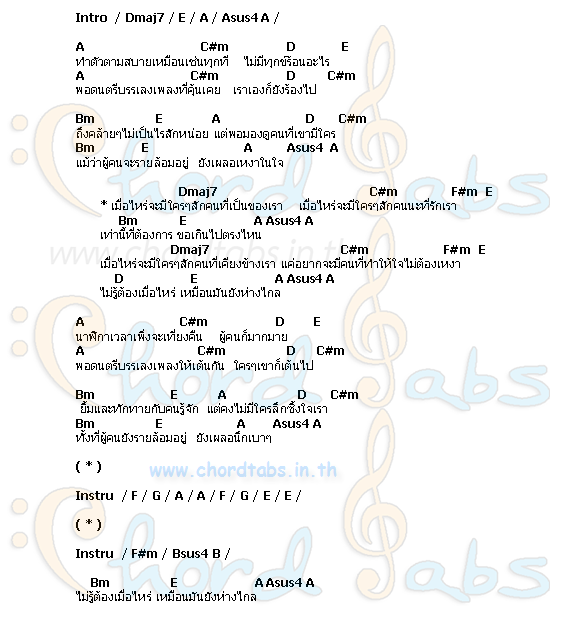 Intro / Dmaj7 / E / A / Asus4 A /
A C#m D E
ทำตัวตามสบายเหมือนเช่นทุกที ไม่มีทุกข์ร้อนอะไร
A C#m D C#m
พอดนตรีบรรเลงเพลงที่คุ้นเคย เราเองก็ยังร้องไป
Bm E A D C#m
ถึงคล้ายๆไม่เป็นไรสักหน่อย แต่พอมองดูคนที่เขามีใคร
Bm E A Asus4 A
แม้ว่าผู้คนจะรายล้อมอยู่ ยังเผลอเหงาในใจ
Dmaj7 C#m F#m E
* เมื่อไหร่จะมีใครๆสักคนที่เป็นของเรา เมื่อไหร่จะมีใครๆสักคนนะที่รักเรา
Bm E A Asus4 A
เท่านี้ที่ต้องการ ขอเกินไปตรงไหน
www.chordtabs.in.th
Dmaj7 C#m F#m E
เมื่อไหร่จะมีใครๆสักคนที่เคียงข้างเรา แค่อยากจะมีคนที่ทำให้ใจไม่ต้องเหงา
D E A Asus4 A
ไม่รู้ต้องเมื่อไหร่ เหมือนมันยังห่างไกล
A C#m D E
นาฬิกาเวลาเพิ่งจะเที่ยงคืน ผู้คนก็มากมาย
A C#m D C#m
พอดนตรีบรรเลงเพลงให้เต้นกัน ใครๆเขาก็เต้นไป
Bm E A D C#m
ยิ้มและทักทายกับคนรู้จัก แต่คงไม่มีใครลึกซึ้งใจเรา
Bm E A Asus4 A
ทั้งที่ผู้คนยังรายล้อมอยู่ ยังเผลอนึกเบาๆ
( * )
www.chordtabs.in.th
Instru / F / G / A / A / F / G / E / E /
( * )
Instru / F#m / Bsus4 B /
Bm E A Asus4 A
ไม่รู้ต้องเมื่อไหร่ เหมือนมันยังห่างไกล